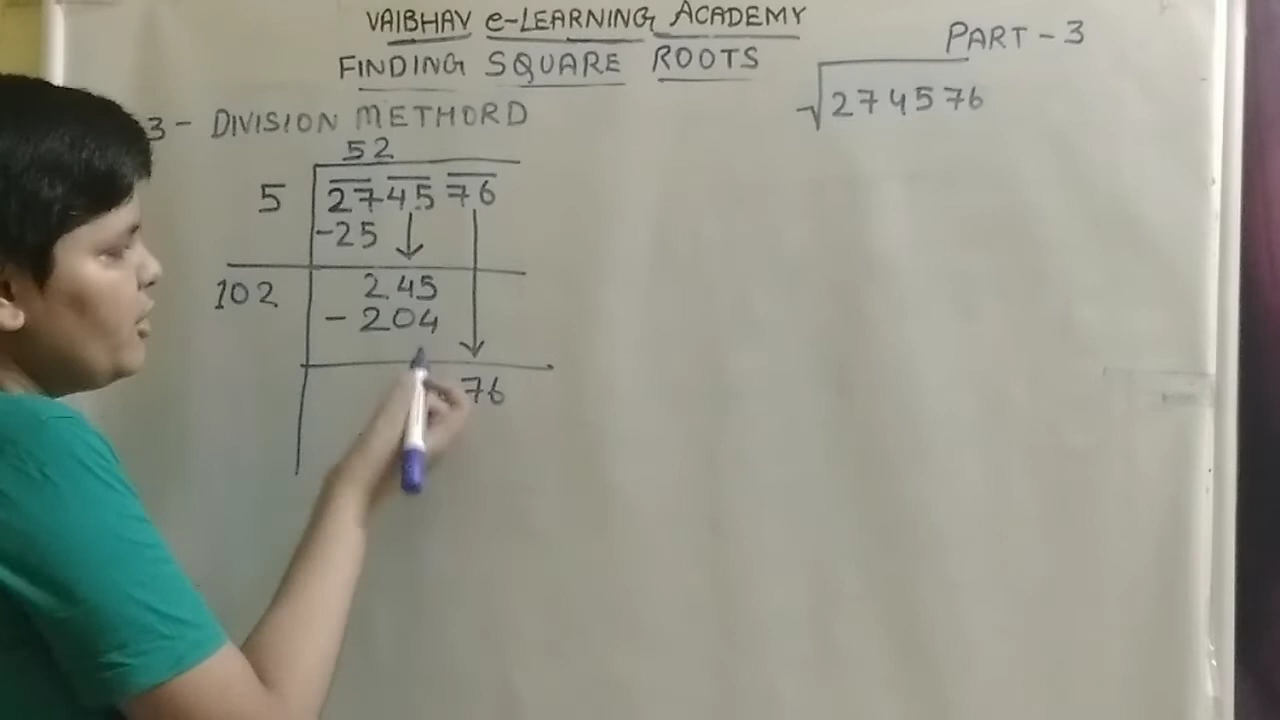 VAIBHAV e-LEARNING ACADEMY
FINDING SQUARE ROOTS
PART - 3
√274576
3 - DIVISION METHORD
52
5 27 45 76
-25
102 245
- 204
76